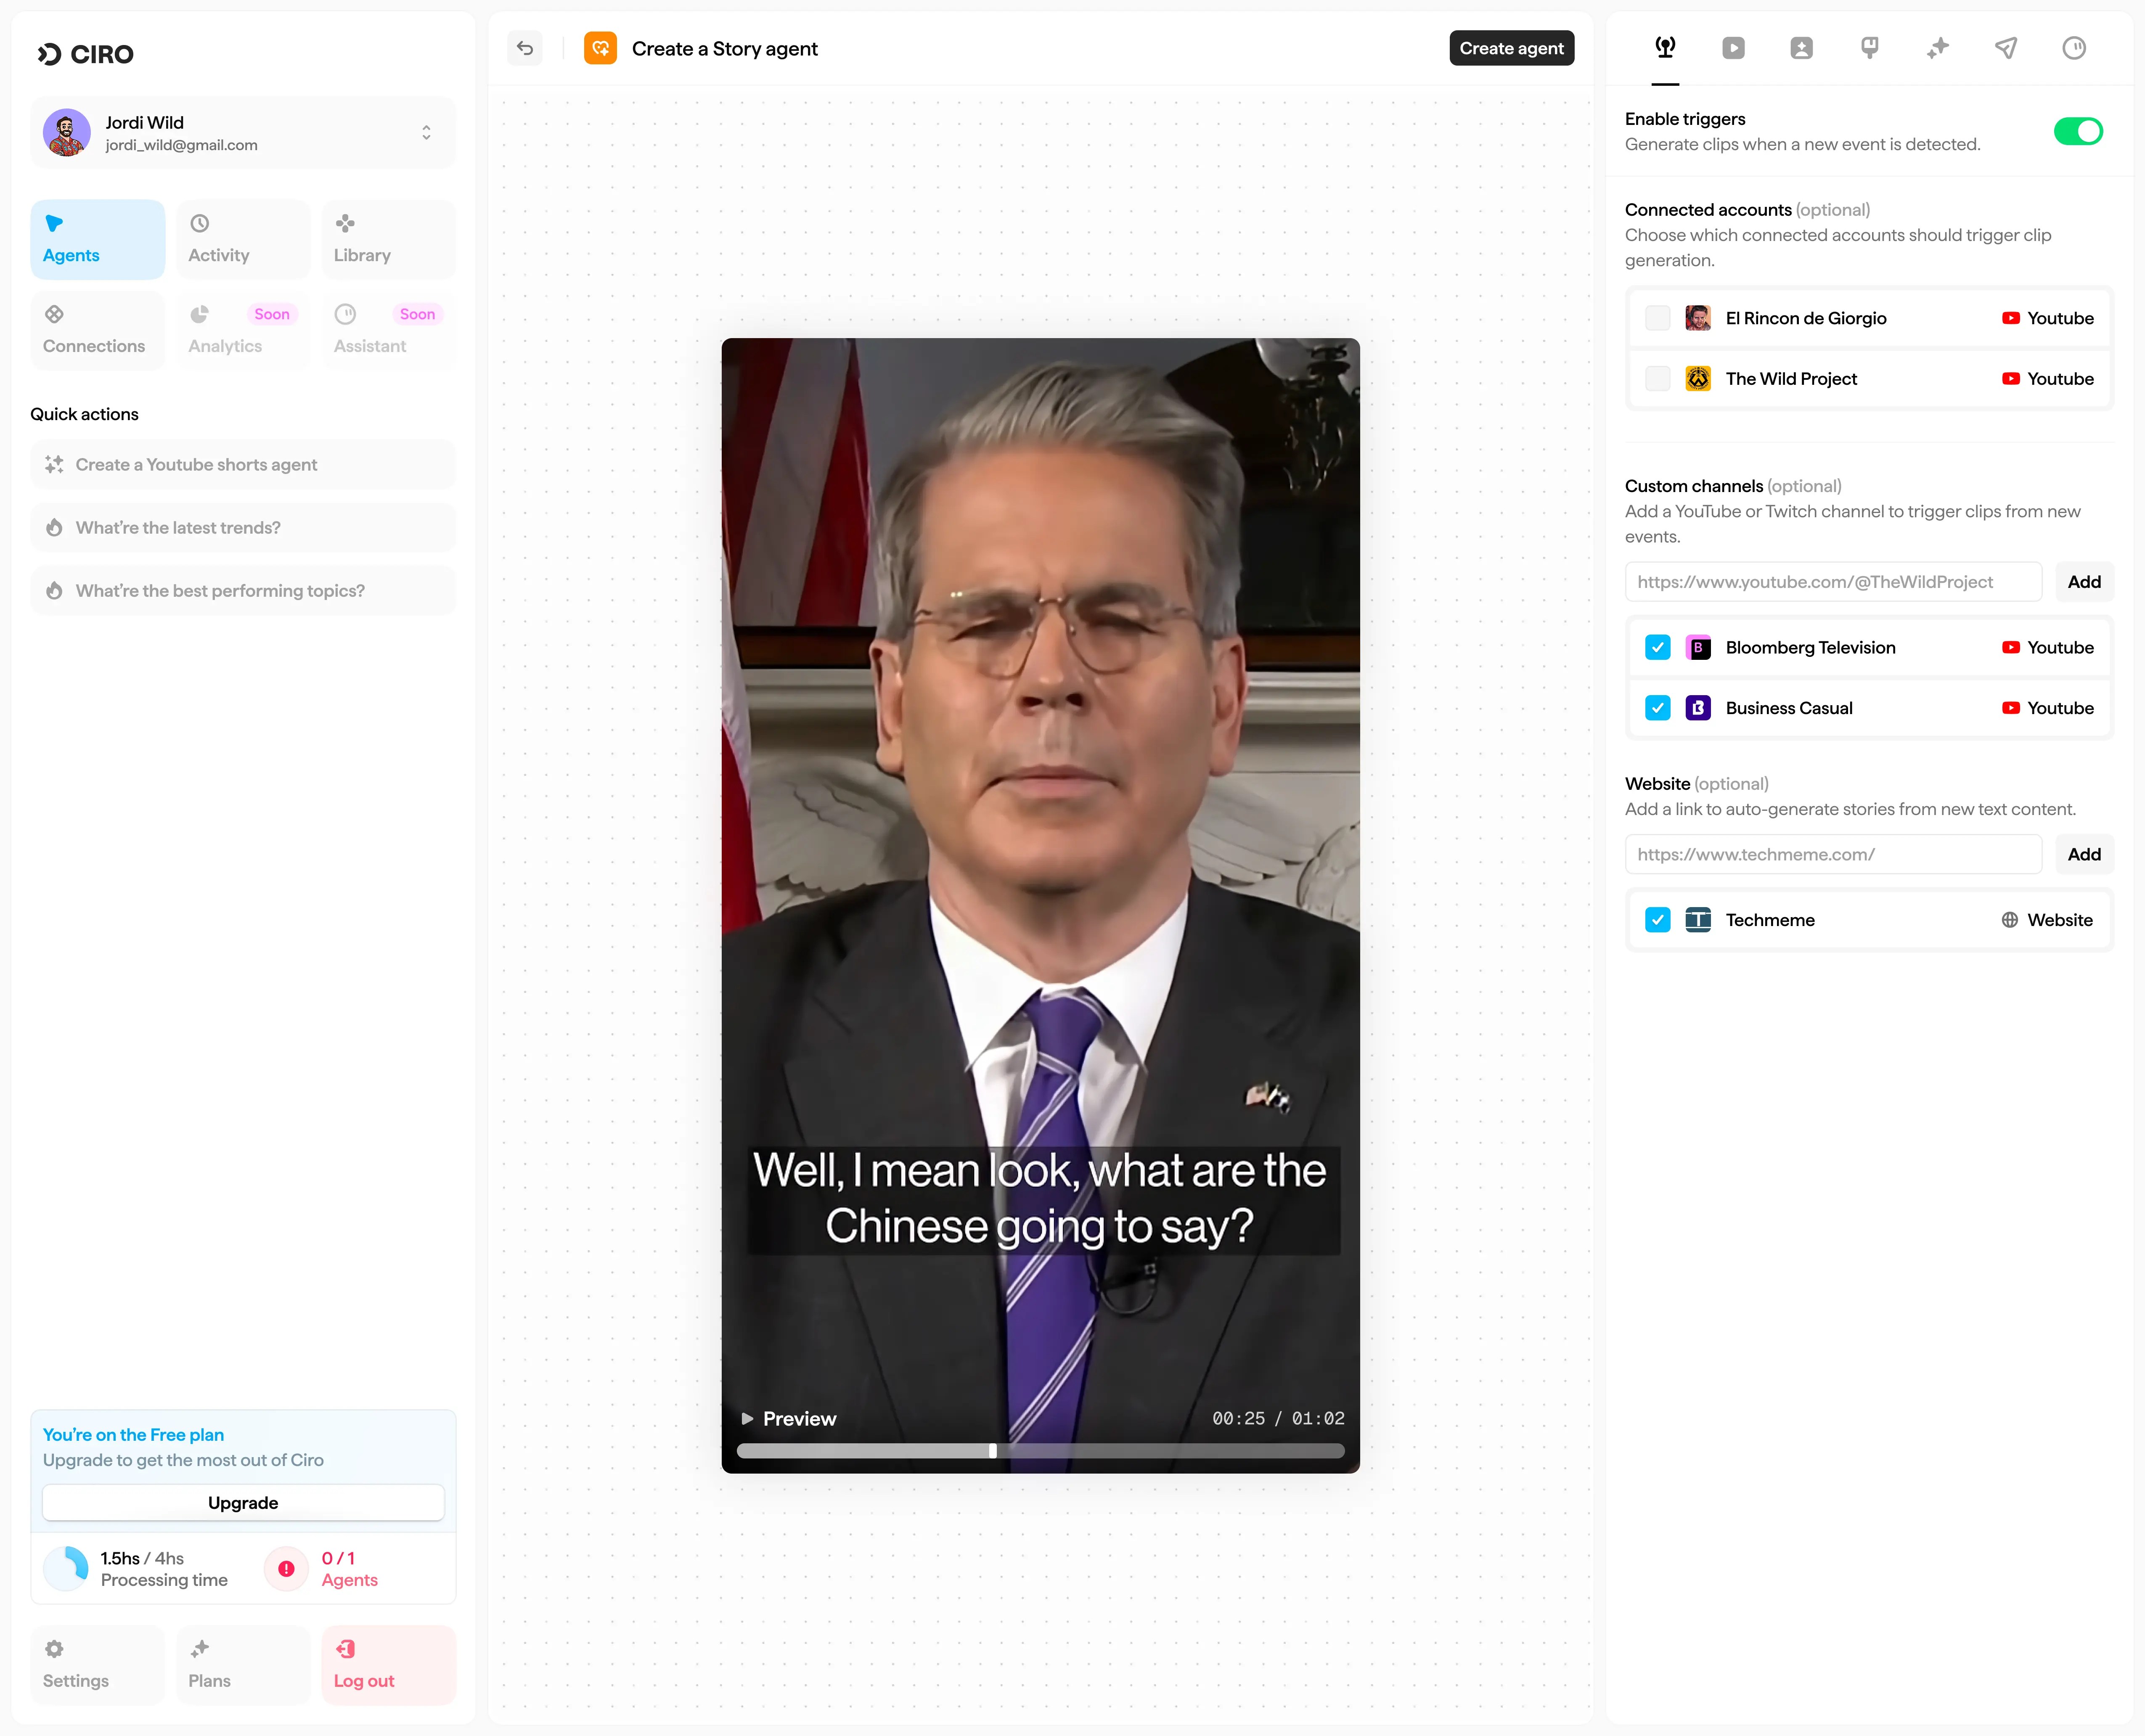 CIRO
Jordi Wild
jordi_wild@gmail.com
Agents
Activity
Library
Connections
Soon
Analytics
Soon
Assistant
Quick actions
Create a Youtube shorts agent
What're the latest trends?
What're the best performing topics?
You're on the Free plan
Upgrade to get the most out of Ciro
Upgrade
1.5hs / 4hs
Processing time
0 / 1
Agents
Settings
Plans
Log out
Create a Story agent
Create agent
Well, I mean look, what are the
Chinese going to say?
Preview
00:25 / 01:02
Enable triggers
Generate clips when a new event is detected.
Connected accounts (optional)
Choose which connected accounts should trigger clip
generation.
El Rincon de Giorgio
Youtube
The Wild Project
Youtube
Custom channels (optional)
Add a YouTube or Twitch channel to trigger clips from new
events.
https://www.youtube.com/@TheWildProject
Add
B
Bloomberg Television
Youtube
B
Business Casual
Youtube
Website (optional)
Add a link to auto-generate stories from new text content.
https://www.techmeme.com/
Add
T
Techmeme
Website